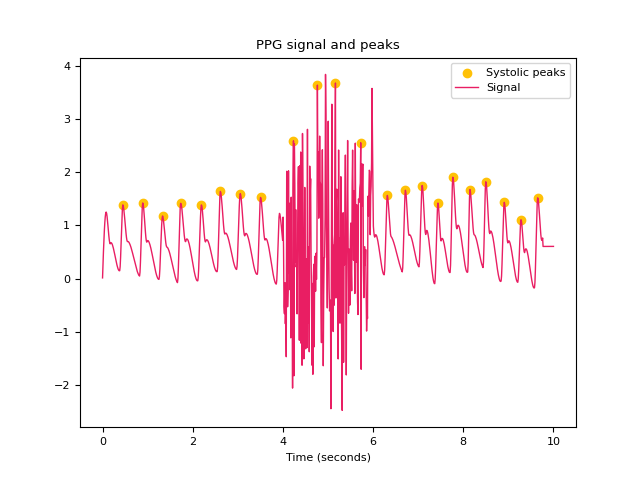 PPG signal and peaks
Systolic peaks
Signal
4
3
2
1
0
−1
−2
0 2 4 6 8 10
Time (seconds)